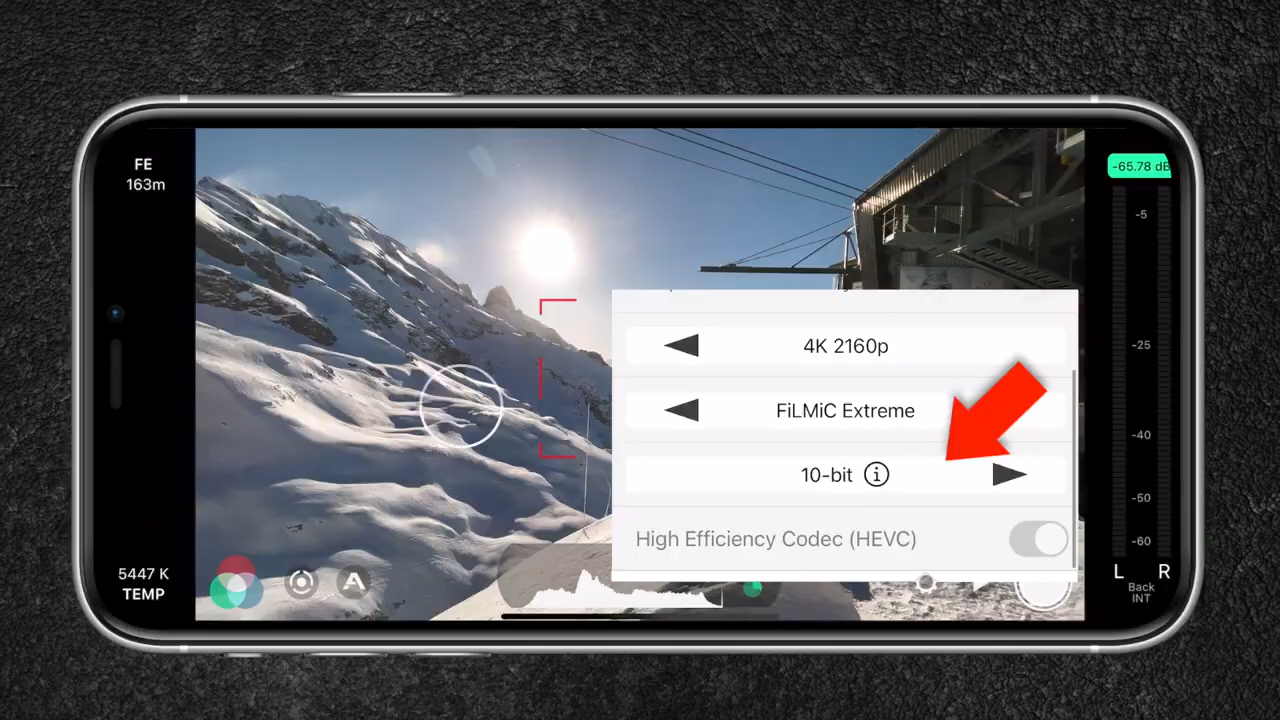 FE
163m
-65.78 dB
-5
-25
-40
-50
-60
4K 2160p
FiLMiC Extreme
10-bit
High Efficiency Codec (HEVC)
5447 K
TEMP
L R
Back
INT